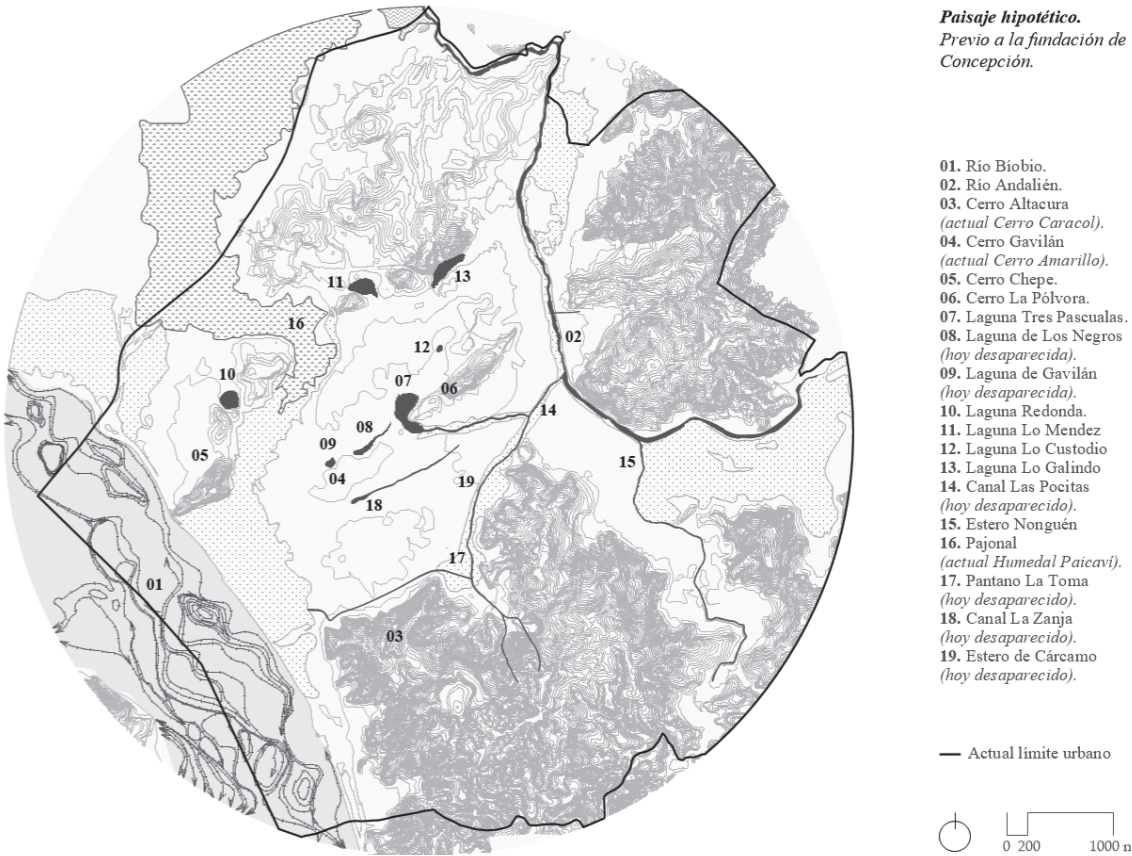 Paisaje hipotético.
Previo a la fundación de
Concepción.
01. Río Bíobio.
02. Río Andalién.
03. Cerro Altacura
(actual Cerro Caracol).
04. Cerro Gavilán
(actual Cerro Amarillo).
05. Cerro Chepe.
06. Cerro La Pólvora.
07. Laguna Tres Pascualas.
08. Laguna de Los Negros
(hoy desaparecida).
09. Laguna de Gavilán
(hoy desaparecida).
10. Laguna Redonda.
11. Laguna Lo Mendez
12. Laguna Lo Custodio
13. Laguna Lo Galindo
14. Canal Las Pocitas
(hoy desaparecido).
15. Estero Nonguén
16. Pajonal
(actual Humedal Paicaví).
17. Pantano La Toma
(hoy desaparecido).
18. Canal La Zanja
(hoy desaparecido).
19. Estero de Cárcamo
(hoy desaparecido).
Actual límite urbano
0 200 1000 m
13
11
16
02
12
10
06
07
14
08
09
05
15
04
19
18
17
01
03